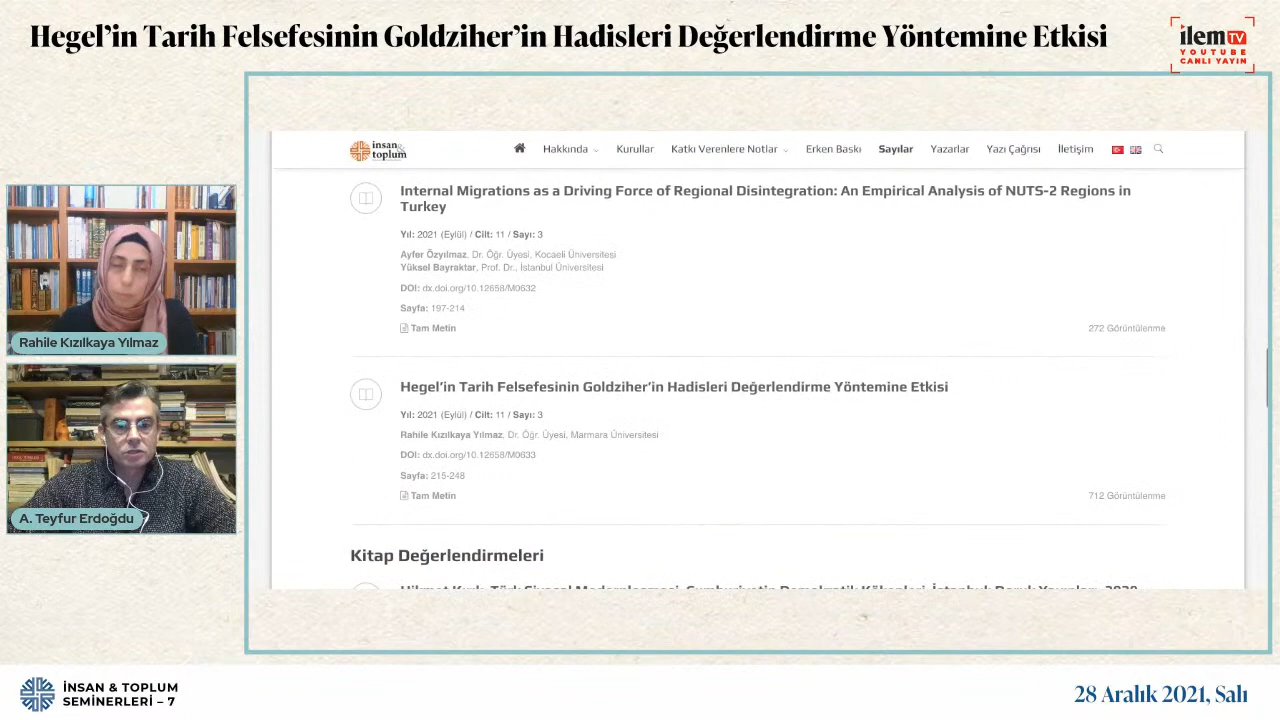 Hegel’in Tarih Felsefesinin Goldziher’in Hadisleri Değerlendirme Yöntemine Etkisi
ilem TV
YOUTUBE
CANLI YAYIN
insan&
toplum
Hakkında
Kurullar
Katkı Verenlere Notlar
Erken Baskı
Sayılar
Yazarlar
Yazı Çağrısı
İletişim
Internal Migrations as a Driving Force of Regional Disintegration: An Empirical Analysis of NUTS-2 Regions in
Turkey
Yıl: 2021 (Eylül) / Cilt: 11 / Sayı: 3
Ayfer Özyılmaz, Dr. Öğr. Üyesi, Kocaeli Üniversitesi
Yüksel Bayraktar, Prof. Dr., İstanbul Üniversitesi
DOI: dx.doi.org/10.12658/M0632
Sayfa: 197-214
Tam Metin
272 Görüntülenme
Hegel’in Tarih Felsefesinin Goldziher’in Hadisleri Değerlendirme Yöntemine Etkisi
Yıl: 2021 (Eylül) / Cilt: 11 / Sayı: 3
Rahile Kızılkaya Yılmaz, Dr. Öğr. Üyesi, Marmara Üniversitesi
DOI: dx.doi.org/10.12658/M0633
Sayfa: 215-248
Tam Metin
712 Görüntülenme
Kitap Değerlendirmeleri
Rahile Kızılkaya Yılmaz
A. Teyfur Erdoğdu
İNSAN & TOPLUM
SEMİNERLERİ – 7
28 Aralık 2021, Salı